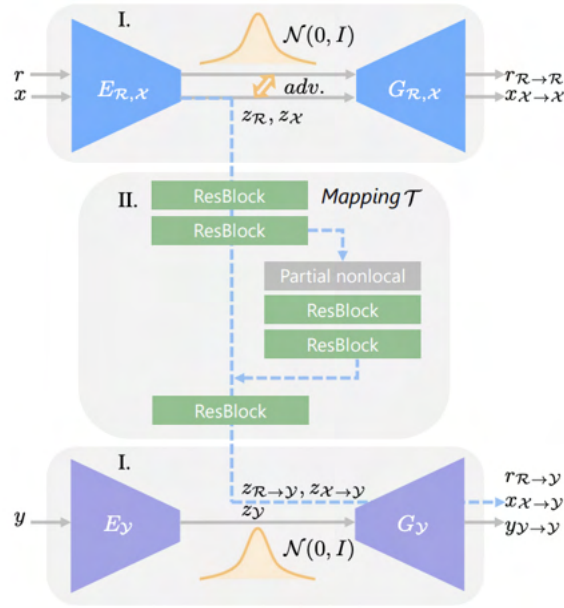 I.
𝒩(0, I)
r
x
E_{ℛ,𝒳}
adv.
G_{ℛ,𝒳}
r_{ℛ→ℛ}
x_{𝒳→𝒳}
z_ℛ, z_𝒳
II.
Mapping 𝒯
ResBlock
ResBlock
Partial nonlocal
ResBlock
ResBlock
ResBlock
I.
z_{ℛ→𝒴}, z_{𝒳→𝒴}
r_{ℛ→𝒴}
x_{𝒳→𝒴}
y
E_𝒴
z_𝒴
G_𝒴
y_{𝒴→𝒴}
𝒩(0, I)